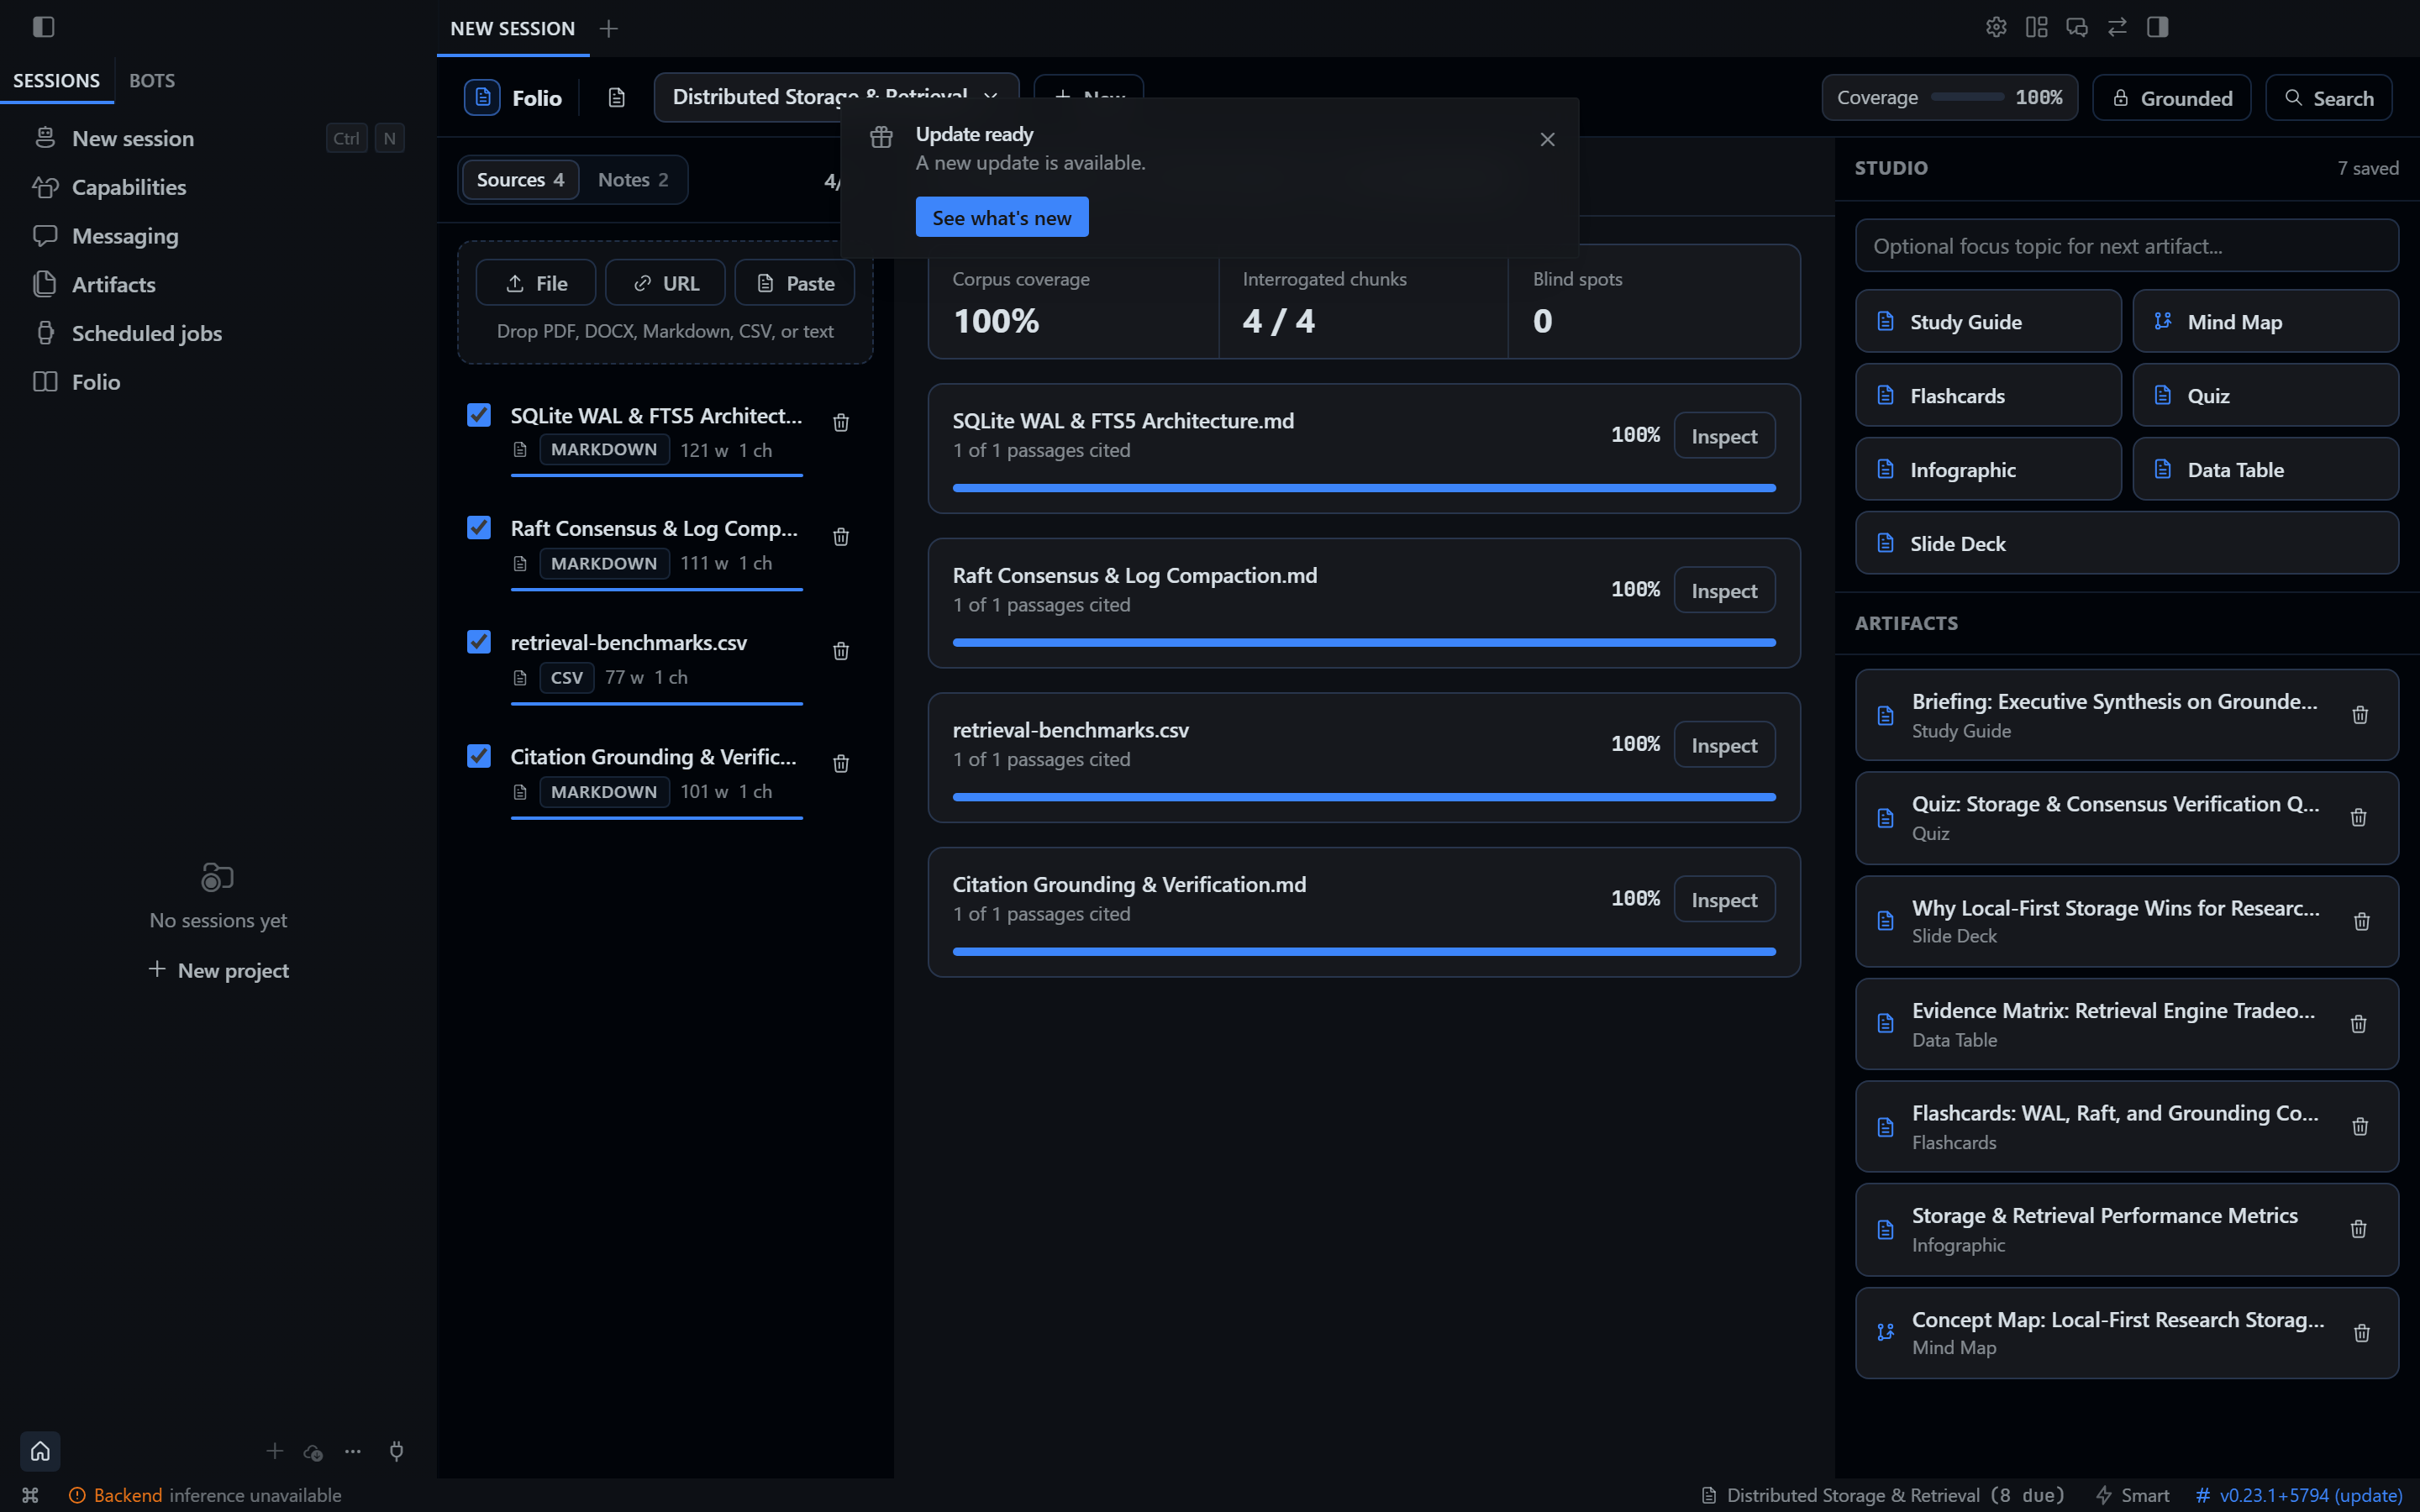 NEW SESSION
SESSIONS
BOTS
New session
Ctrl
N
Capabilities
Messaging
Artifacts
Scheduled jobs
Folio
No sessions yet
New project
Folio
Distributed Storage & Retrieval
New
Coverage
100%
Grounded
Search
Update ready
A new update is available.
See what's new
Sources 4
Notes 2
4/
File
URL
Paste
Drop PDF, DOCX, Markdown, CSV, or text
SQLite WAL & FTS5 Architect...
MARKDOWN
121 w 1 ch
Raft Consensus & Log Comp...
MARKDOWN
111 w 1 ch
retrieval-benchmarks.csv
CSV
77 w 1 ch
Citation Grounding & Verific...
MARKDOWN
101 w 1 ch
Corpus coverage
100%
Interrogated chunks
4 / 4
Blind spots
0
SQLite WAL & FTS5 Architecture.md
1 of 1 passages cited
100%
Inspect
Raft Consensus & Log Compaction.md
1 of 1 passages cited
100%
Inspect
retrieval-benchmarks.csv
1 of 1 passages cited
100%
Inspect
Citation Grounding & Verification.md
1 of 1 passages cited
100%
Inspect
STUDIO
7 saved
Optional focus topic for next artifact...
Study Guide
Mind Map
Flashcards
Quiz
Infographic
Data Table
Slide Deck
ARTIFACTS
Briefing: Executive Synthesis on Grounde...
Study Guide
Quiz: Storage & Consensus Verification Q...
Quiz
Why Local-First Storage Wins for Researc...
Slide Deck
Evidence Matrix: Retrieval Engine Tradeo...
Data Table
Flashcards: WAL, Raft, and Grounding Co...
Flashcards
Storage & Retrieval Performance Metrics
Infographic
Concept Map: Local-First Research Storag...
Mind Map
Backend inference unavailable
Distributed Storage & Retrieval (8 due)
Smart
# v0.23.1+5794 (update)